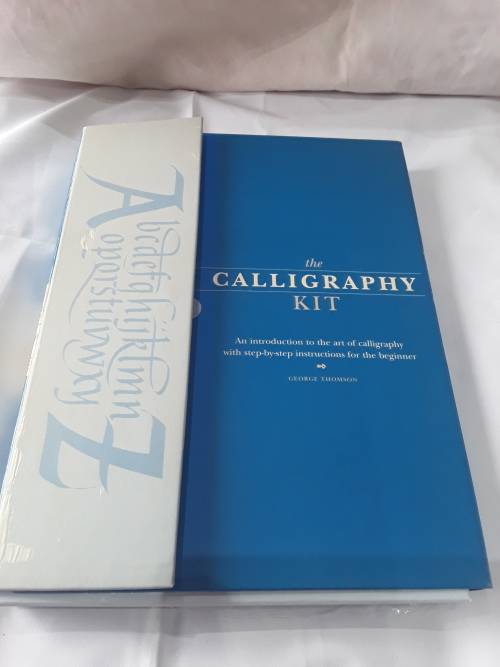 A
bcdefghijklmn
opqrstuvwxy
Z
the
CALLIGRAPHY
KIT
An introduction to the art of calligraphy
with step-by-step instructions for the beginner
GEORGE THOMSON